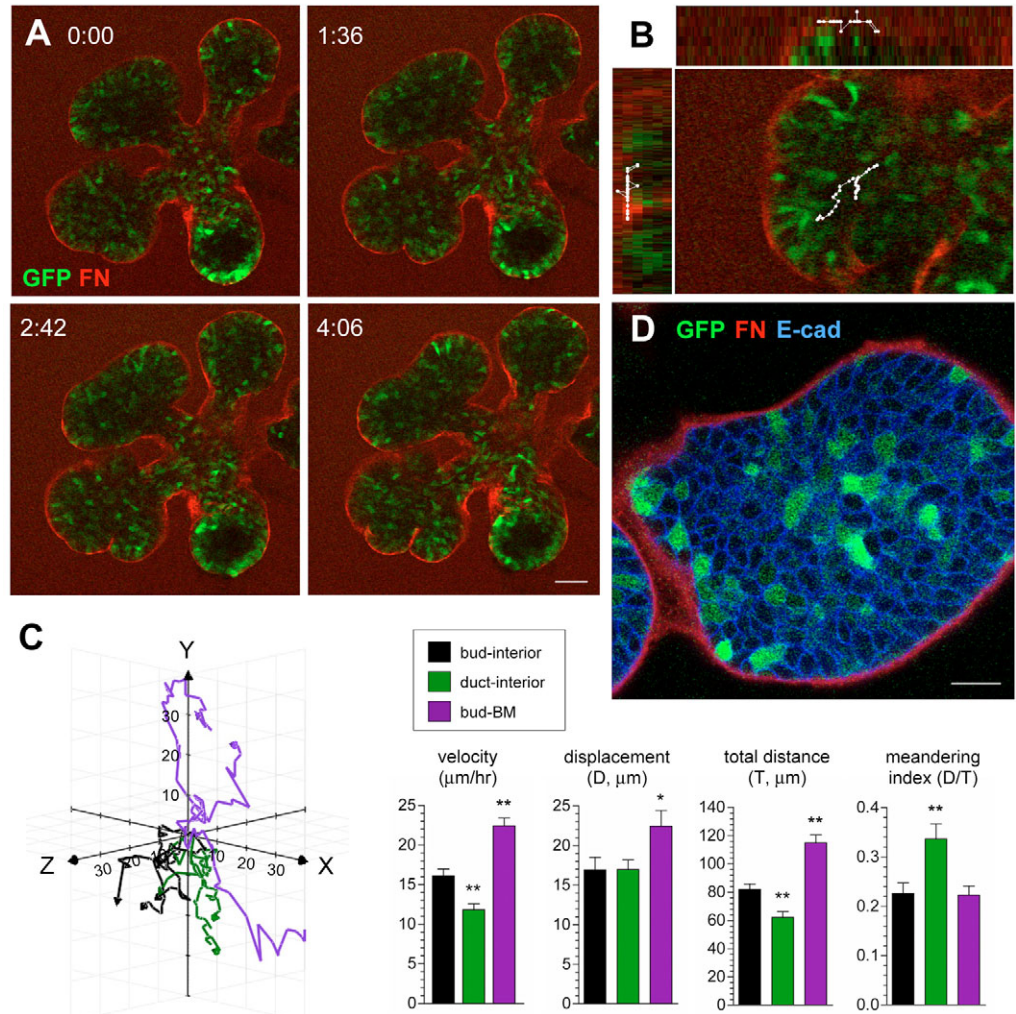 A
0:00
1:36
GFP FN
2:42
4:06
B
D GFP FN E-cad
C
Y
30
20
10
Z
30
20
10
10
20
30
X
bud-interior
duct-interior
bud-BM
velocity
(μm/hr)
25
20
15
10
5
0
**
**
displacement
(D, μm)
25
20
15
10
5
0
*
total distance
(T, μm)
140
120
100
80
60
40
20
0
**
**
meandering
index (D/T)
0.4
0.3
0.2
0.1
0.0
**